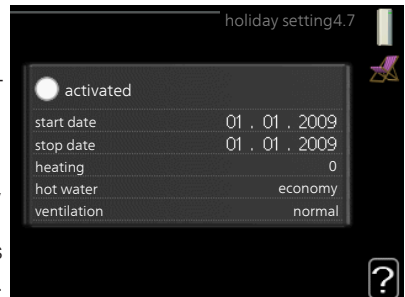 holiday setting4.7
activated
start date 01 . 01 . 2009
stop date 01 . 01 . 2009
heating 0
hot water economy
ventilation normal
s
?